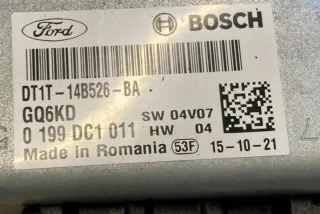 Ford BOSCH
DT1T-14B526-BA
GQ6KD SW 04V07
0 199 DC1 011 HW 04
Made in Romania 53F 15-10-21